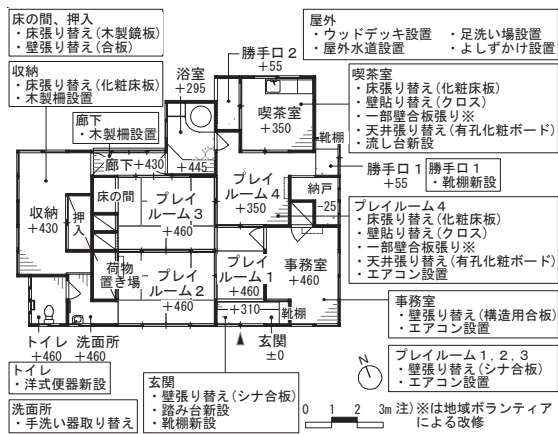 床の間、押入
・床張り替え(木製鏡板)
・壁張り替え(合板)
収納
・床張り替え(化粧床板)
・木製柵設置
廊下
・木製柵設置
浴室
+295
勝手口2
+55
屋外
・ウッドデッキ設置 ・足洗い場設置
・屋外水道設置 ・よしずかけ設置
喫茶室
・床張り替え(化粧床板)
・壁貼り替え(クロス)
・一部壁合板張り※
・天井張り替え(有孔化粧ボード)
流し台新設
喫茶室
+350
靴棚
廊下+430
+445
プレイ
ルーム4
+350
納戸
-25
勝手口1
+55
勝手口1
・靴棚新設
収納
+430
押入
床の間
プレイ
ルーム3
+460
プレイルーム4
・床張り替え(化粧床板)
・壁貼り替え(クロス)
・一部壁合板張り※
・天井張り替え(有孔化粧ボード)
・エアコン設置
荷物
置き場
プレイ
ルーム2
+460
プレイ
ルーム1
+460
+310
事務室
+460
靴棚
事務室
・壁張り替え(構造用合板)
・エアコン設置
トイレ
+460
洗面所
+460
玄関
±0
N
プレイルーム1,2,3
・壁張り替え(シナ合板)
・エアコン設置
トイレ
・洋式便器新設
洗面所
・手洗い器取り替え
玄関
・壁張り替え(シナ合板)
・踏み台新設
・靴棚新設
0 1 2 3m
注)※は地域ボランティア
による改修